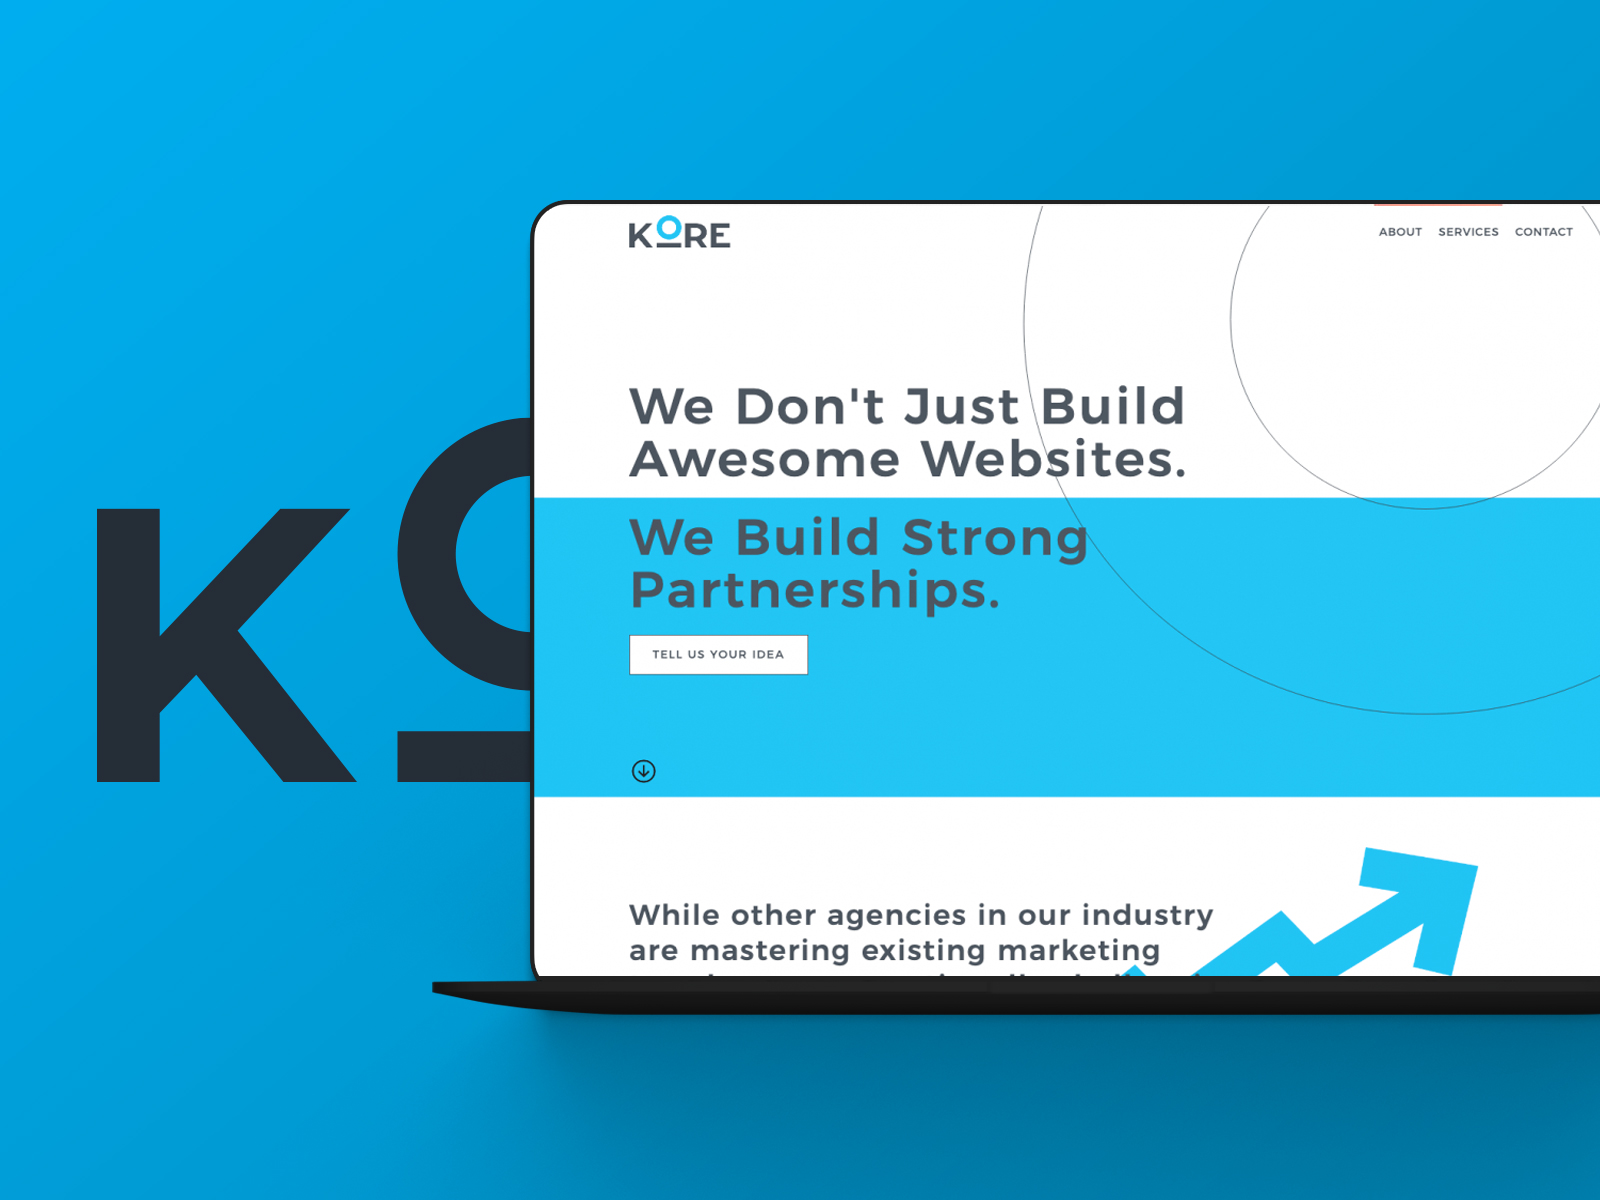 KO
KORE
ABOUT SERVICES CONTACT
We Don't Just Build
Awesome Websites.
We Build Strong
Partnerships.
TELL US YOUR IDEA
While other agencies in our industry
are mastering existing marketing